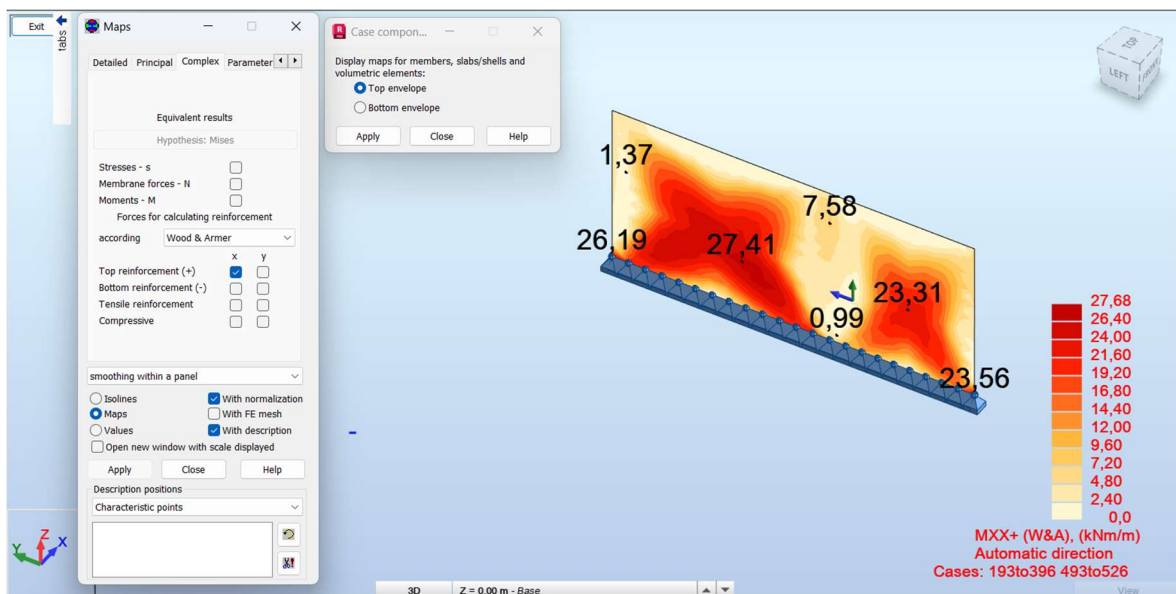 Exit
tabs
Maps
Detailed Principal Complex Parameter
Equivalent results
Hypothesis: Mises
Stresses - s
Membrane forces - N
Moments - M
Forces for calculating reinforcement
according Wood & Armer
x y
Top reinforcement (+)
Bottom reinforcement (-)
Tensile reinforcement
Compressive
smoothing within a panel
Isolines With normalization
Maps With FE mesh
Values With description
Open new window with scale displayed
Apply Close Help
Description positions
Characteristic points
Case compon...
Display maps for members, slabs/shells and
volumetric elements:
Top envelope
Bottom envelope
Apply Close Help
TOP
LEFT
FRONT
1,37
7,58
26,19
27,41
23,31
0,99
23,56
27,68
26,40
24,00
21,60
19,20
16,80
14,40
12,00
9,60
7,20
4,80
2,40
0,0
MXX+ (W&A), (kNm/m)
Automatic direction
Cases: 193to396 493to526
Z
Y
X
3D Z = 0.00 m - Base
View